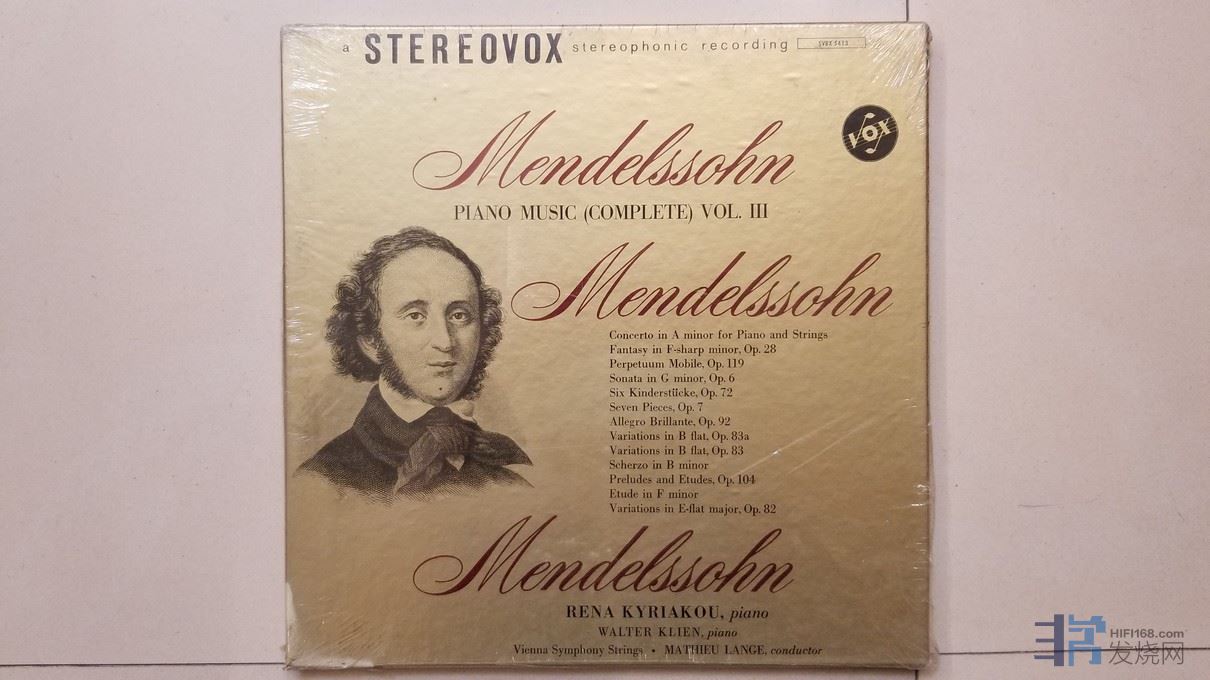 a STEREOVOX stereophonic recording SVBX 5413
Mendelssohn
VOX
PIANO MUSIC (COMPLETE) VOL. III
Mendelssohn
Concerto in A minor for Piano and Strings
Fantasy in F-sharp minor, Op. 28
Perpetuum Mobile, Op. 119
Sonata in G minor, Op. 6
Six Kinderstücke, Op. 72
Seven Pieces, Op. 7
Allegro Brillante, Op. 92
Variations in B flat, Op. 83a
Variations in B flat, Op. 83
Scherzo in B minor
Preludes and Etudes, Op. 104
Etude in F minor
Variations in E-flat major, Op. 82
Mendelssohn
RENA KYRIAKOU, piano
WALTER KLIEN, piano
Vienna Symphony Strings • MATHIEU LANGE, conductor
HIFI168.com
发烧网